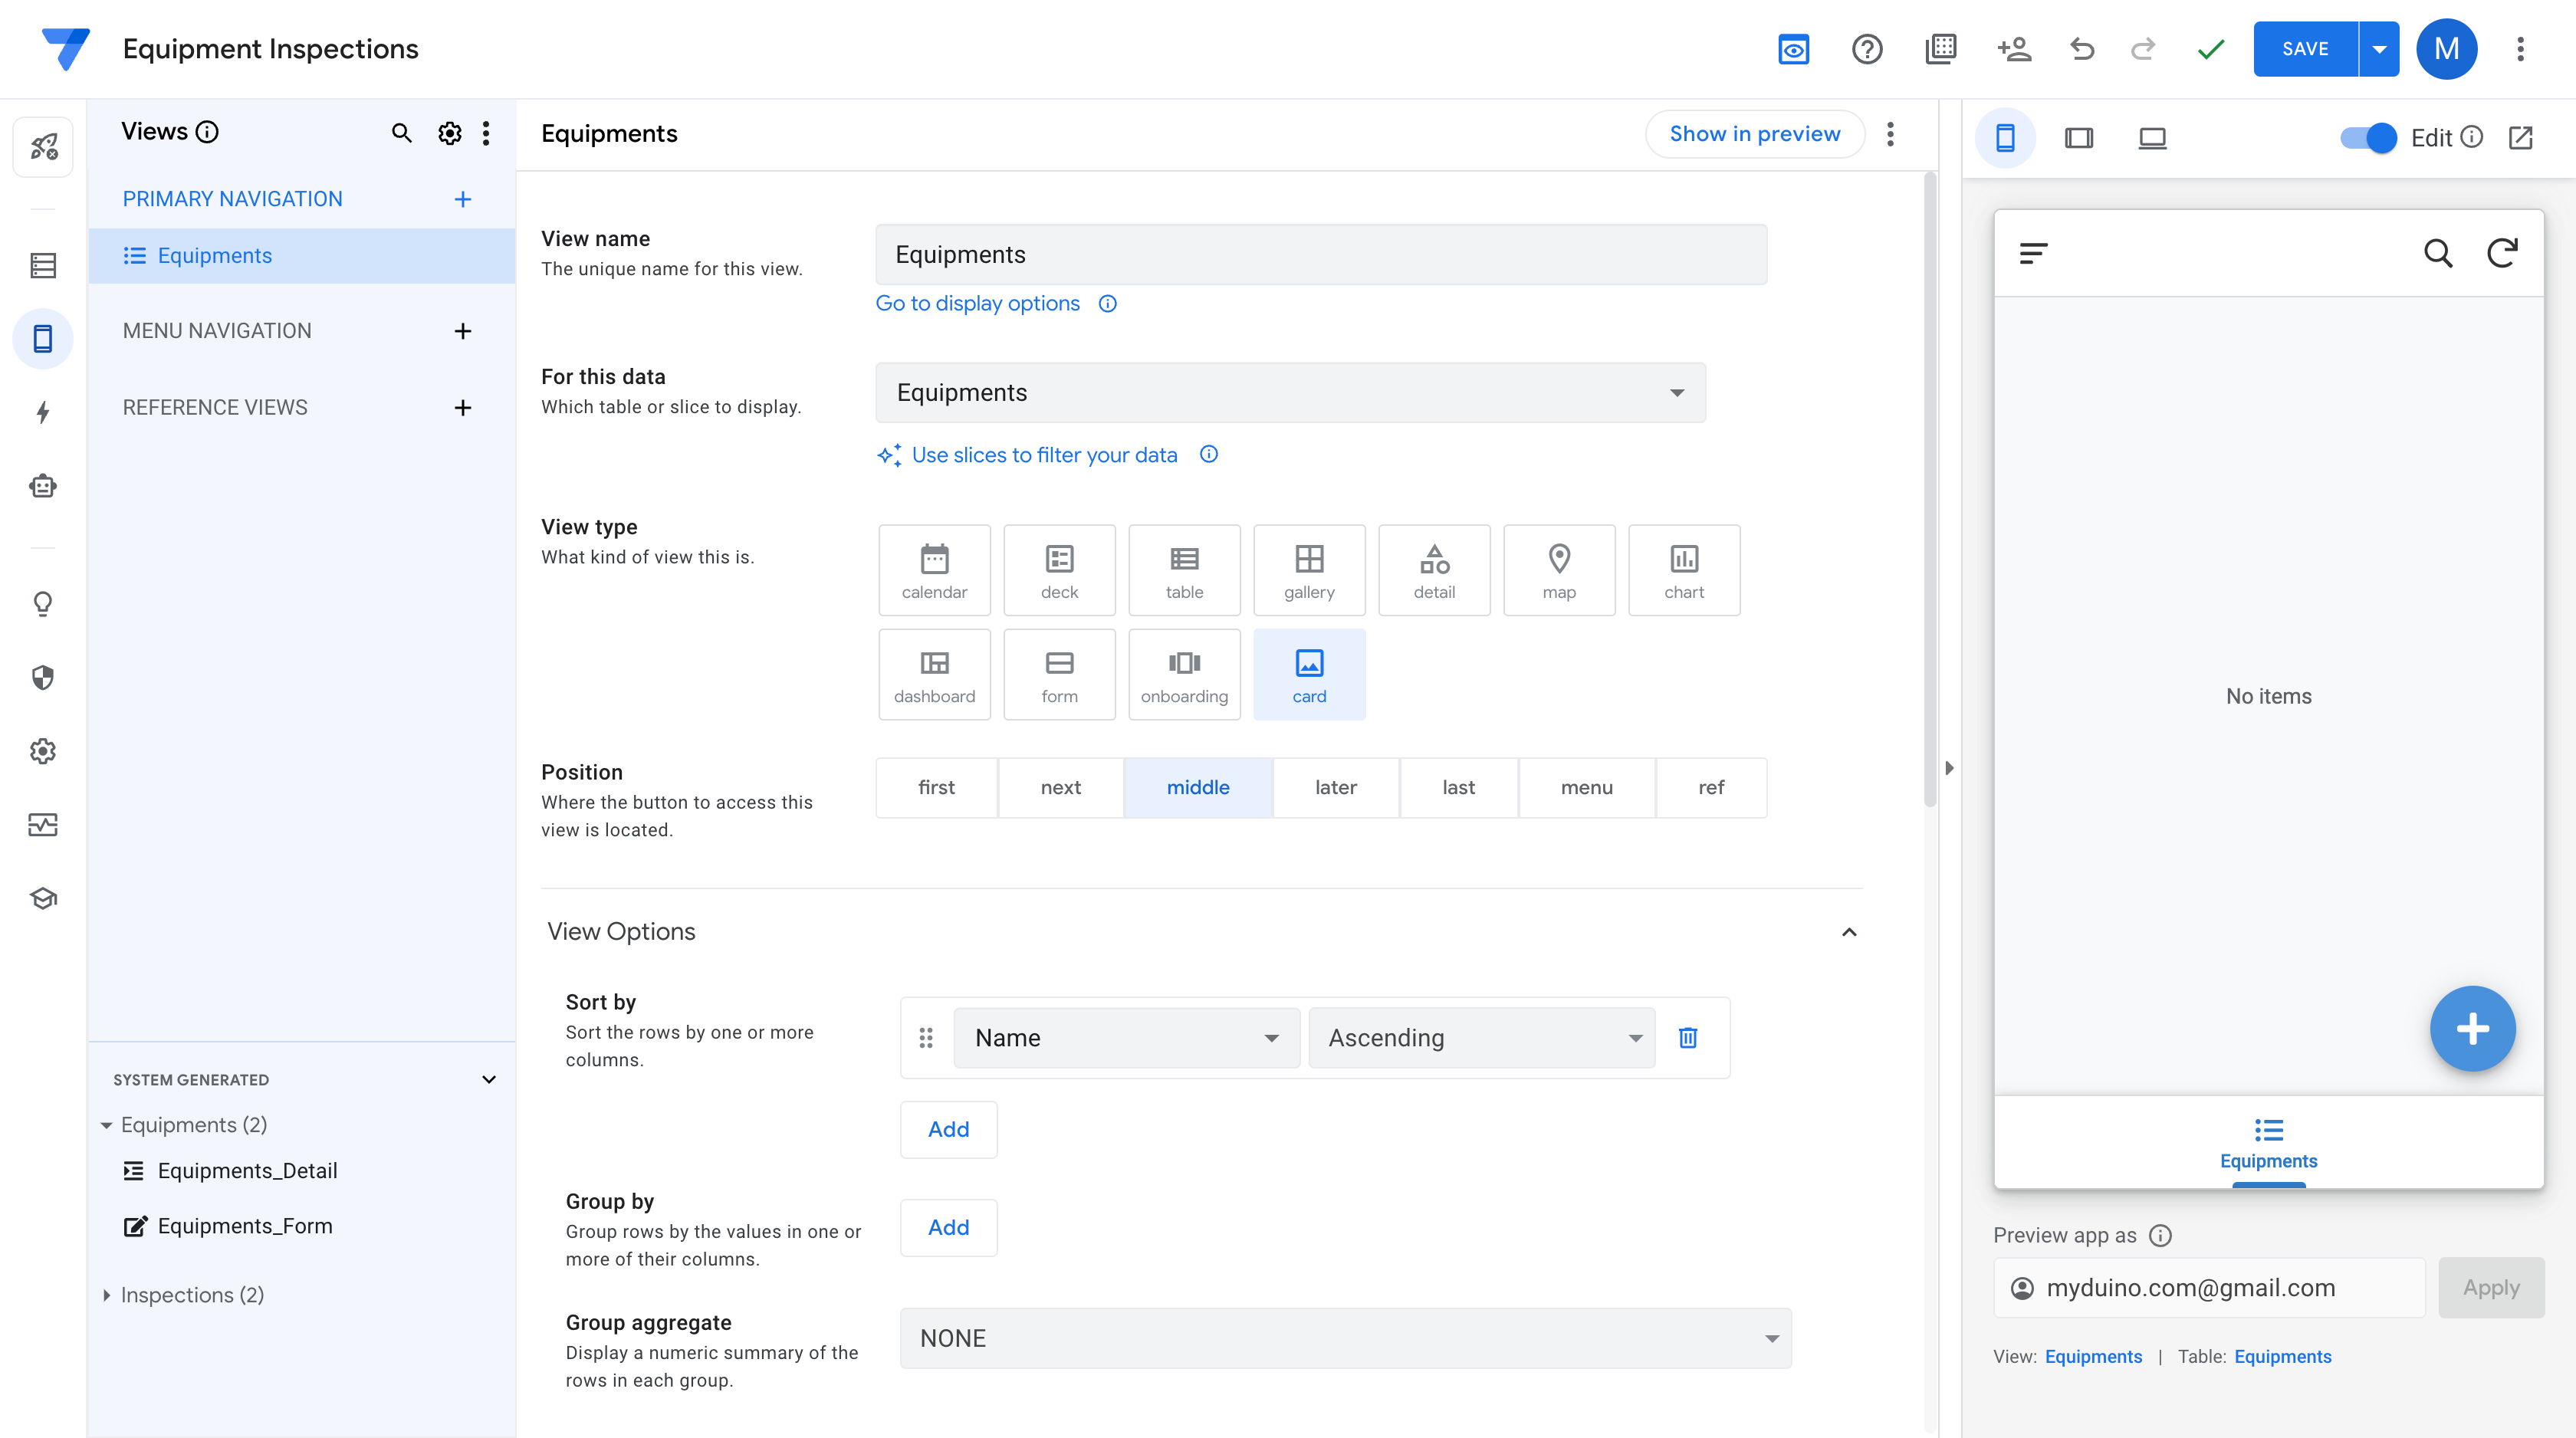 Equipment Inspections
SAVE
M
Views
PRIMARY NAVIGATION
Equipments
MENU NAVIGATION
REFERENCE VIEWS
SYSTEM GENERATED
Equipments (2)
Equipments_Detail
Equipments_Form
Inspections (2)
Equipments
Show in preview
View name
The unique name for this view.
Equipments
Go to display options
For this data
Which table or slice to display.
Equipments
Use slices to filter your data
View type
What kind of view this is.
calendar
deck
table
gallery
detail
map
chart
dashboard
form
onboarding
card
Position
Where the button to access this
view is located.
first
next
middle
later
last
menu
ref
View Options
Sort by
Sort the rows by one or more
columns.
Name
Ascending
Add
Group by
Group rows by the values in one or
more of their columns.
Add
Group aggregate
Display a numeric summary of the
rows in each group.
NONE
Edit
No items
Equipments
Preview app as
myduino.com@gmail.com
Apply
View: Equipments | Table: Equipments